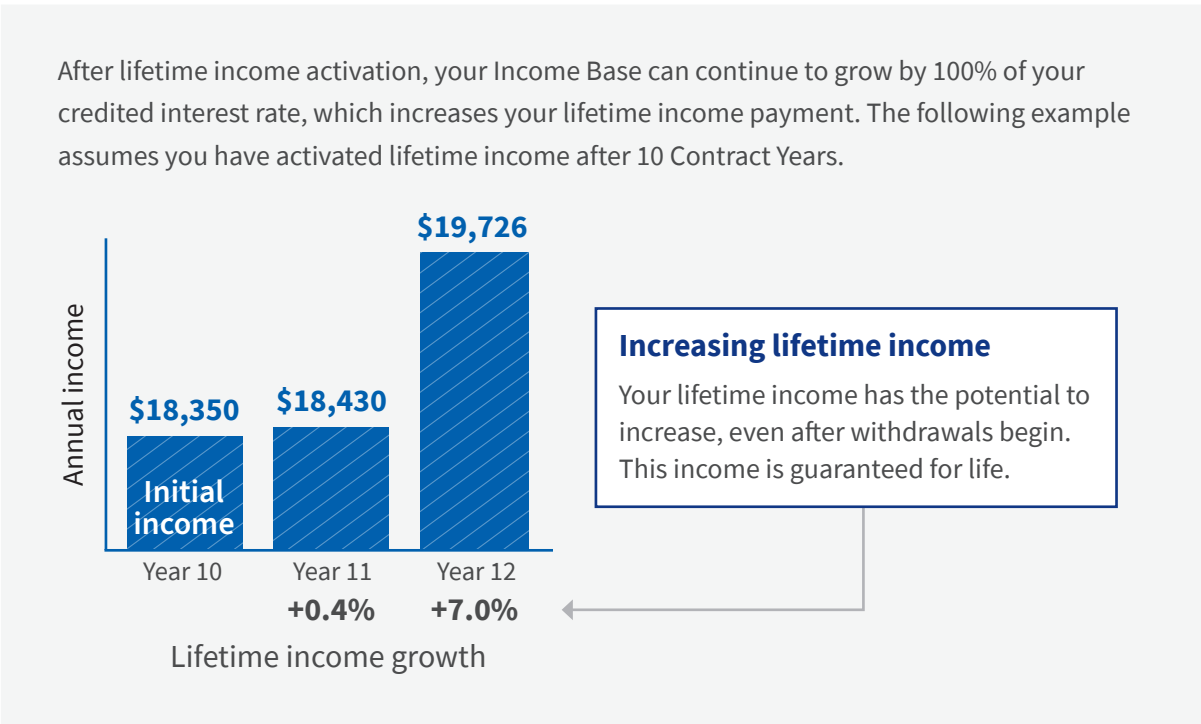 After lifetime income activation, your Income Base can continue to grow by 100% of your
credited interest rate, which increases your lifetime income payment. The following example
assumes you have activated lifetime income after 10 Contract Years.
Annual income
$18,350
$18,430
$19,726
Initial
income
Year 10
Year 11
Year 12
+0.4%
+7.0%
Lifetime income growth
Increasing lifetime income
Your lifetime income has the potential to
increase, even after withdrawals begin.
This income is guaranteed for life.